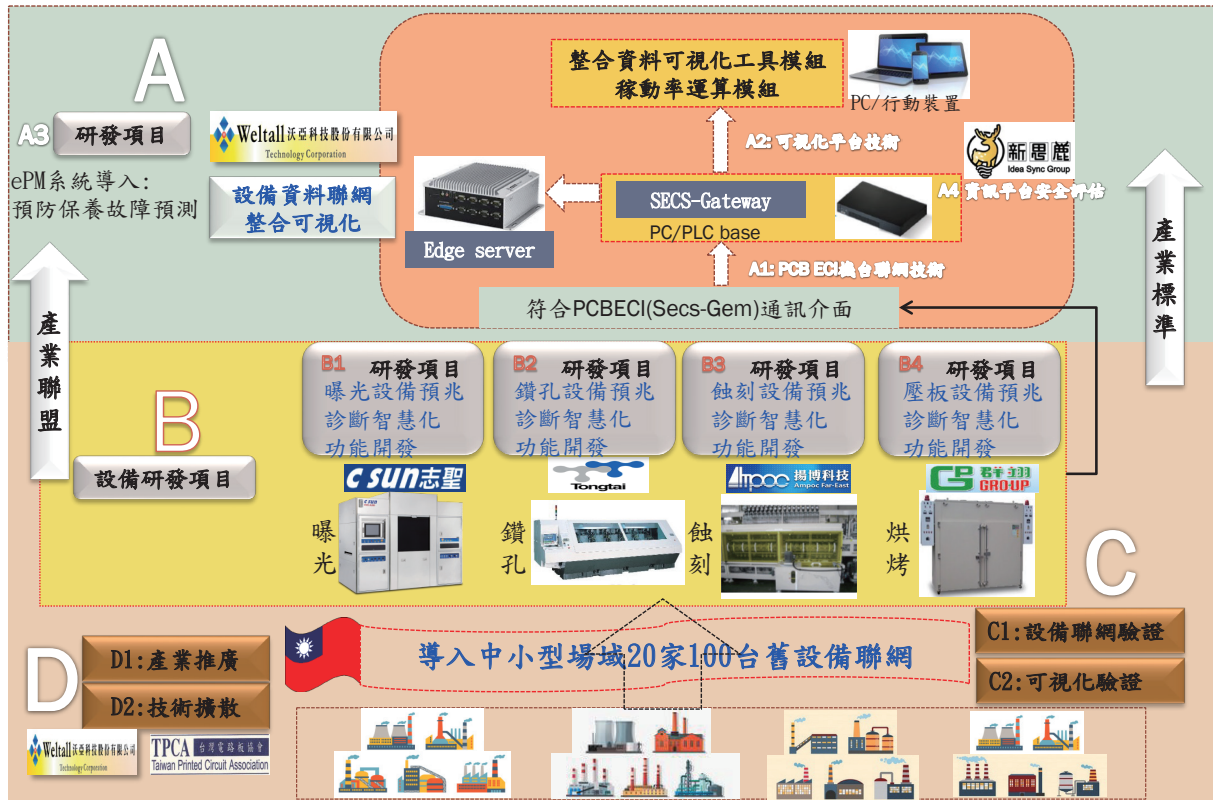 A
A3 研發項目
ePM系統導入:
預防保養故障預測
Weltall沃亞科技股份有限公司
Technology Corporation
設備資料聯網
整合可視化
整合資料可視化工具模組
稼動率運算模組
PC/行動裝置
A2: 可視化平台技術
新思麗
Idea Sync Group
A4 資訊平台安全評估
SECS-Gateway
PC/PLC base
Edge server
A1: PCB ECI機台聯網技術
符合PCBECI(Secs-Gem)通訊介面
產業聯盟
產業標準
B
設備研發項目
B1 研發項目
曝光設備預兆
診斷智慧化
功能開發
B2 研發項目
鑽孔設備預兆
診斷智慧化
功能開發
B3 研發項目
蝕刻設備預兆
診斷智慧化
功能開發
B4 研發項目
壓板設備預兆
診斷智慧化
功能開發
C SUN志聖
曝光
Tongtai
鑽孔
Ampoc 揚博科技
Ampoc Far-East
蝕刻
GP 群翊
GROUP
烘烤
C
C1:設備聯網驗證
C2:可視化驗證
D
D1:產業推廣
D2:技術擴散
導入中小型場域20家100台舊設備聯網
Weltall沃亞科技股份有限公司
Technology Corporation
TPCA 台灣電路板協會
Taiwan Printed Circuit Association